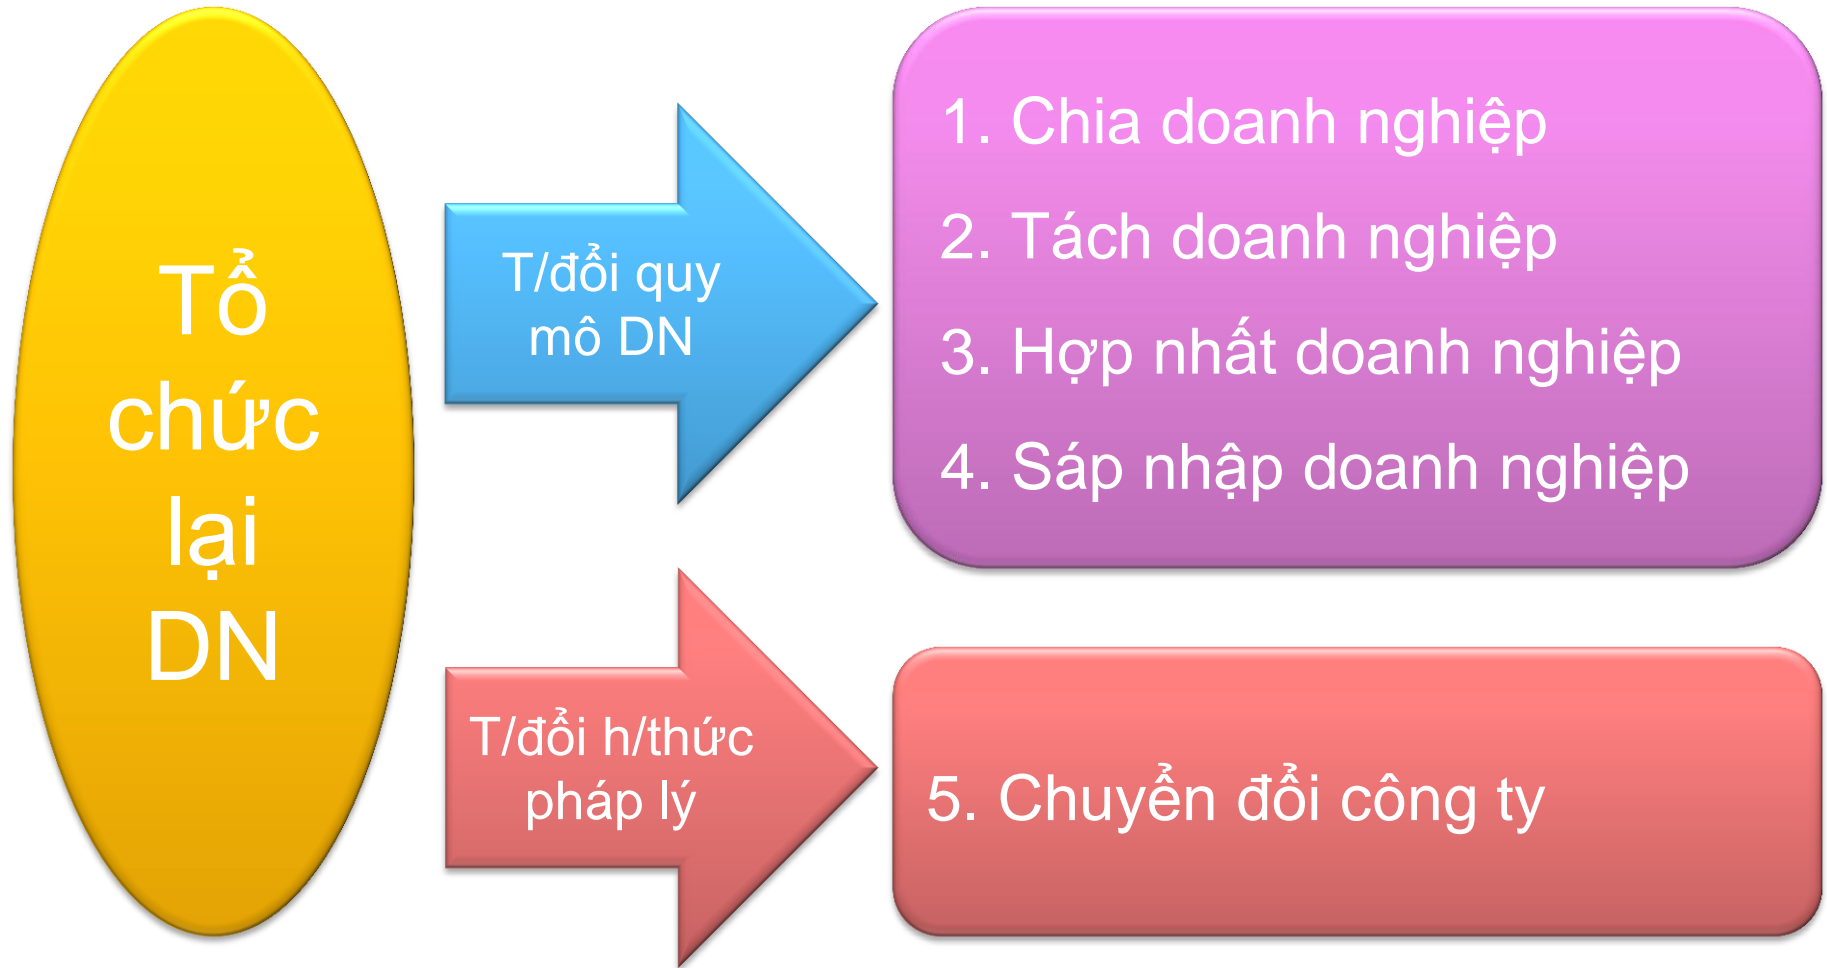 Tổ
chức
lại
DN
T/đổi quy
mô DN
1. Chia doanh nghiệp
2. Tách doanh nghiệp
3. Hợp nhất doanh nghiệp
4. Sáp nhập doanh nghiệp
T/đổi h/thức
pháp lý
5. Chuyển đổi công ty